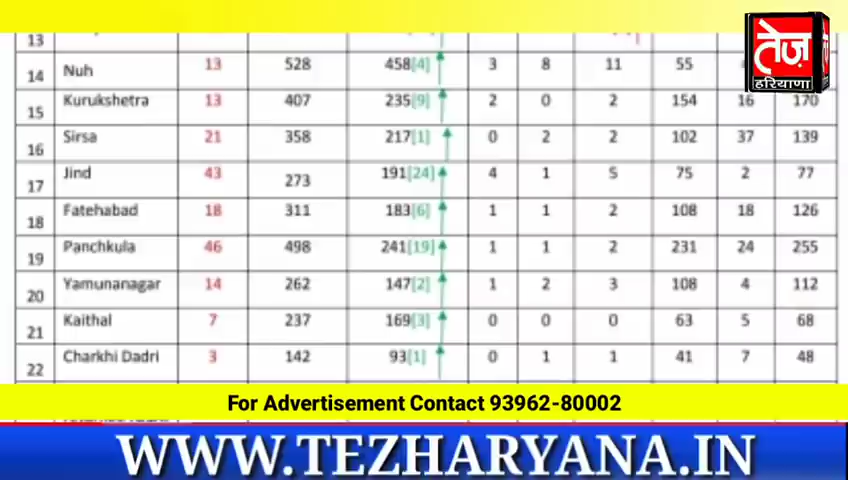 तेज़
हरियाणा
13
14 Nuh 13 528 458[4] 3 8 11 55
15 Kurukshetra 13 407 235[9] 2 0 2 154 16 170
16 Sirsa 21 358 217[1] 0 2 2 102 37 139
17 Jind 43 273 191[24] 4 1 5 75 2 77
18 Fatehabad 18 311 183[6] 1 1 2 108 18 126
19 Panchkula 46 498 241[19] 1 1 2 231 24 255
20 Yamunanagar 14 262 147[2] 1 2 3 108 4 112
21 Kaithal 7 237 169[3] 0 0 0 63 5 68
22 Charkhi Dadri 3 142 93[1] 0 1 1 41 7 48
For Advertisement Contact 93962-80002
WWW.TEZHARYANA.IN